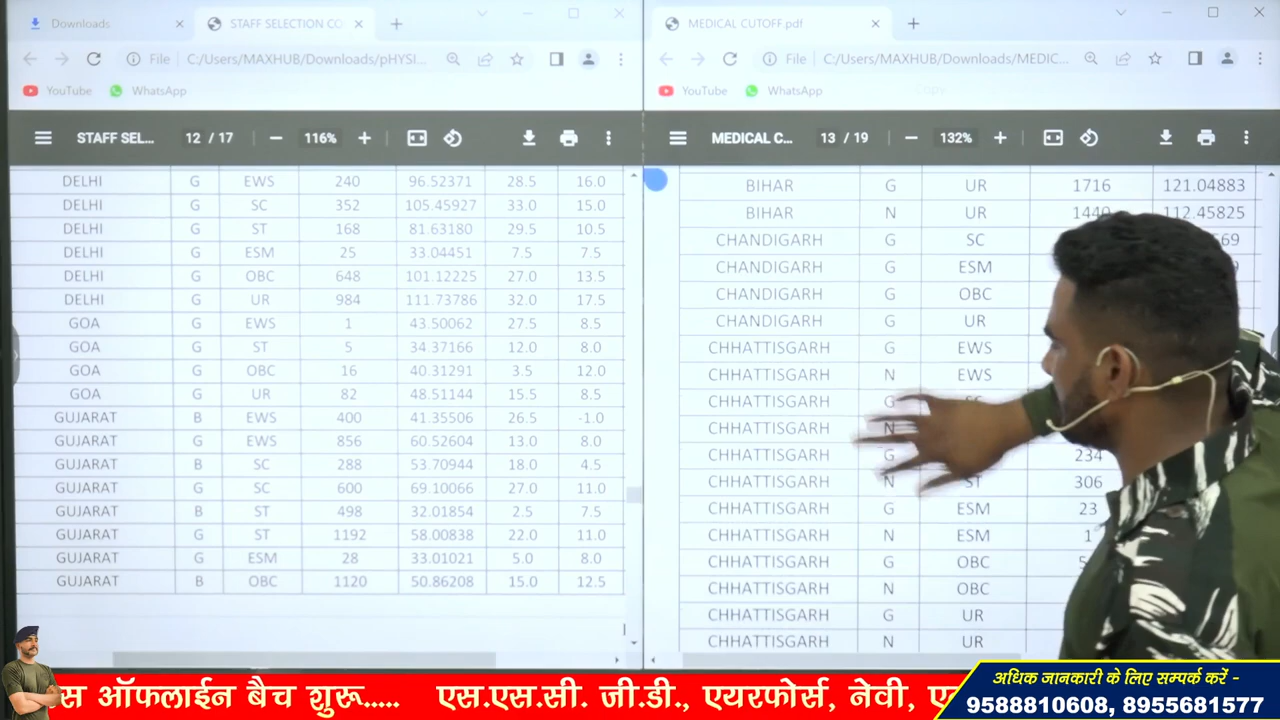 Downloads
STAFF SELECTION CO
MEDICAL CUTOFF.pdf
File C:/Users/MAXHUB/Downloads/pHYSI...
File C:/Users/MAXHUB/Downloads/MEDIC...
YouTube WhatsApp
YouTube WhatsApp
STAFF SEL... 12 / 17 116%
MEDICAL C... 13 / 19 132%
DELHI G EWS 240 96.52371 28.5 16.0
DELHI G SC 352 105.45927 33.0 15.0
DELHI G ST 168 81.63180 29.5 10.5
DELHI G ESM 25 33.04451 7.5 7.5
DELHI G OBC 648 101.12225 27.0 13.5
DELHI G UR 984 111.73786 32.0 17.5
GOA G EWS 1 43.50062 27.5 8.5
GOA G ST 5 34.37166 12.0 8.0
GOA G OBC 16 40.31291 3.5 12.0
GOA G UR 82 48.51144 15.5 8.5
GUJARAT B EWS 400 41.35506 26.5 -1.0
GUJARAT G EWS 856 60.52604 13.0 8.0
GUJARAT B SC 288 53.70944 18.0 4.5
GUJARAT G SC 600 69.10066 27.0 11.0
GUJARAT B ST 498 32.01854 2.5 7.5
GUJARAT G ST 1192 58.00838 22.0 11.0
GUJARAT G ESM 28 33.01021 5.0 8.0
GUJARAT B OBC 1120 50.86208 15.0 12.5
BIHAR G UR 1716 121.04883
BIHAR N UR 1440 112.45825
CHANDIGARH G SC
CHANDIGARH G ESM
CHANDIGARH G OBC
CHANDIGARH G UR
CHHATTISGARH G EWS
CHHATTISGARH N EWS
CHHATTISGARH G
CHHATTISGARH N
CHHATTISGARH G 234
CHHATTISGARH N ST 306
CHHATTISGARH G ESM 23
CHHATTISGARH N ESM
CHHATTISGARH G OBC
CHHATTISGARH N OBC
CHHATTISGARH G UR
CHHATTISGARH N UR
स ऑफलाईन बैच शुरू..... एस.एस.सी. जी.डी., एयरफोर्स, नेवी,
अधिक जानकारी के लिए सम्पर्क करें -
9588810608, 8955681577